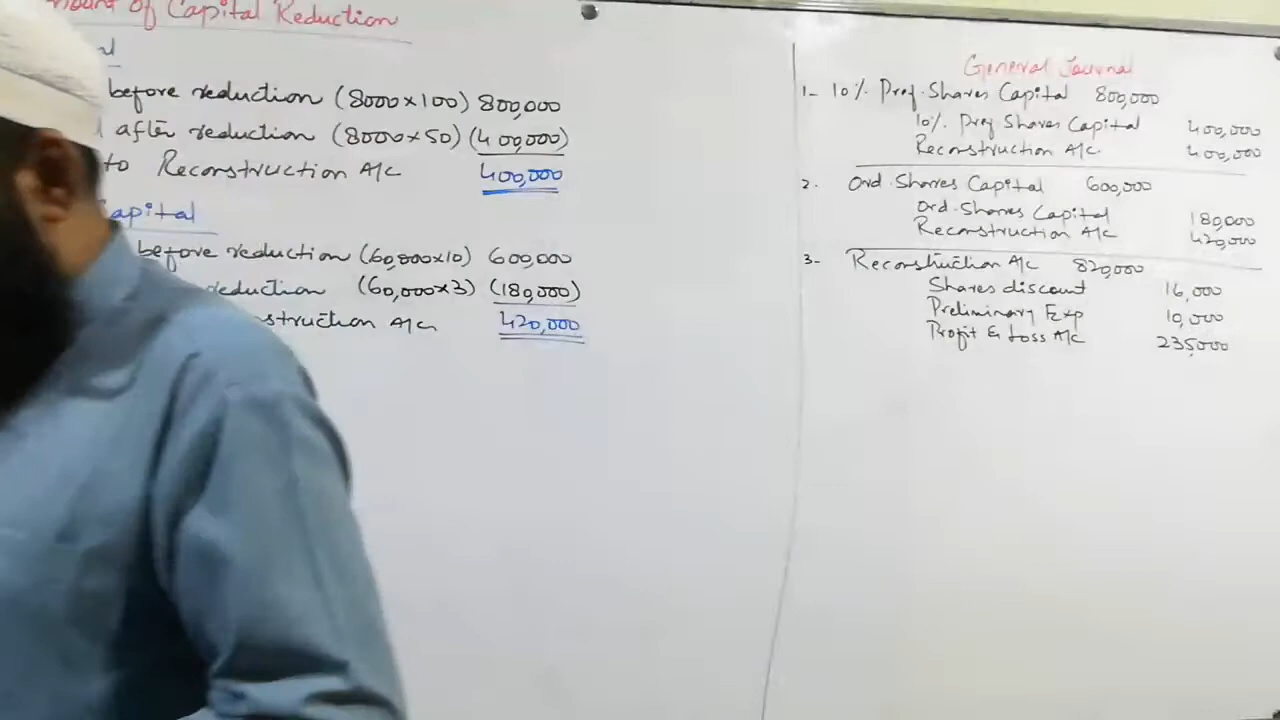 of Capital Reduction
before reduction (8000×100) 800,000
after reduction (8000×50) (400,000)
to Reconstruction A/c 400,000
apital
before reduction (60,000×10) 600,000
reduction (60,000×3) (180,000)
struction A/c 420,000
General Journal
1- 10% Pref. Shares Capital 800,000
10% Pref Shares Capital 400,000
Reconstruction A/c. 400,000
2. Ord. Shares Capital 600,000
Ord. Shares Capital 180,000
Reconstruction A/c 420,000
3- Reconstruction A/c 820,000
Shares discount 16,000
Preliminary Exp 10,000
Profit & Loss A/c 235,000